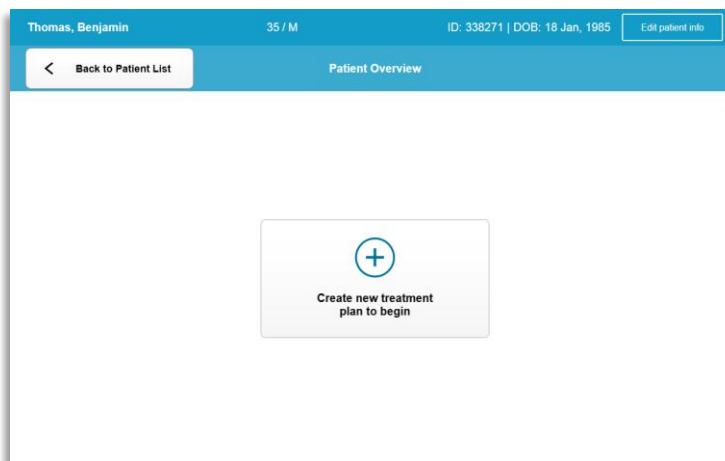 Thomas, Benjamin 35 / M ID: 338271 | DOB: 18 Jan, 1985 Edit patient info
Back to Patient List Patient Overview
Create new treatment
plan to begin